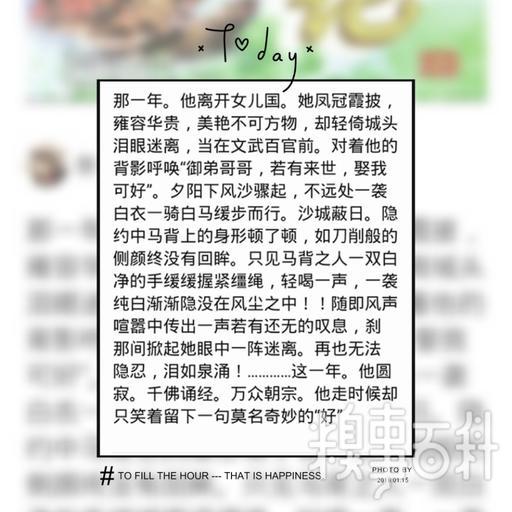 Today
那一年。他离开女儿国。她凤冠霞披，
雍容华贵，美艳不可方物，却轻倚城头
泪眼迷离，当在文武百官前。对着他的
背影呼唤“御弟哥哥，若有来世，娶我
可好”。夕阳下风沙骤起，不远处一袭
白衣一骑白马缓步而行。沙城蔽日。隐
约中马背上的身形顿了顿，如刀削般的
侧颜终没有回眸。只见马背之人一双白
净的手缓缓握紧缰绳，轻喝一声，一袭
纯白渐渐隐没在风尘之中！！随即风声
喧嚣中传出一声若有还无的叹息，刹
那间掀起她眼中一阵迷离。再也无法
隐忍，泪如泉涌！…………这一年。他圆
寂。千佛诵经。万众朝宗。他走时候却
只笑着留下一句莫名奇妙的“好”
糗事百科
# TO FILL THE HOUR --- THAT IS HAPPINESS.
PHOTO BY
2018.01.15